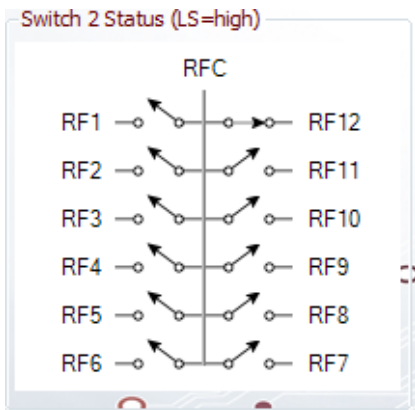 Switch 2 Status (LS=high)
RFC
RF1 RF12
RF2 RF11
RF3 RF10
RF4 RF9
RF5 RF8
RF6 RF7